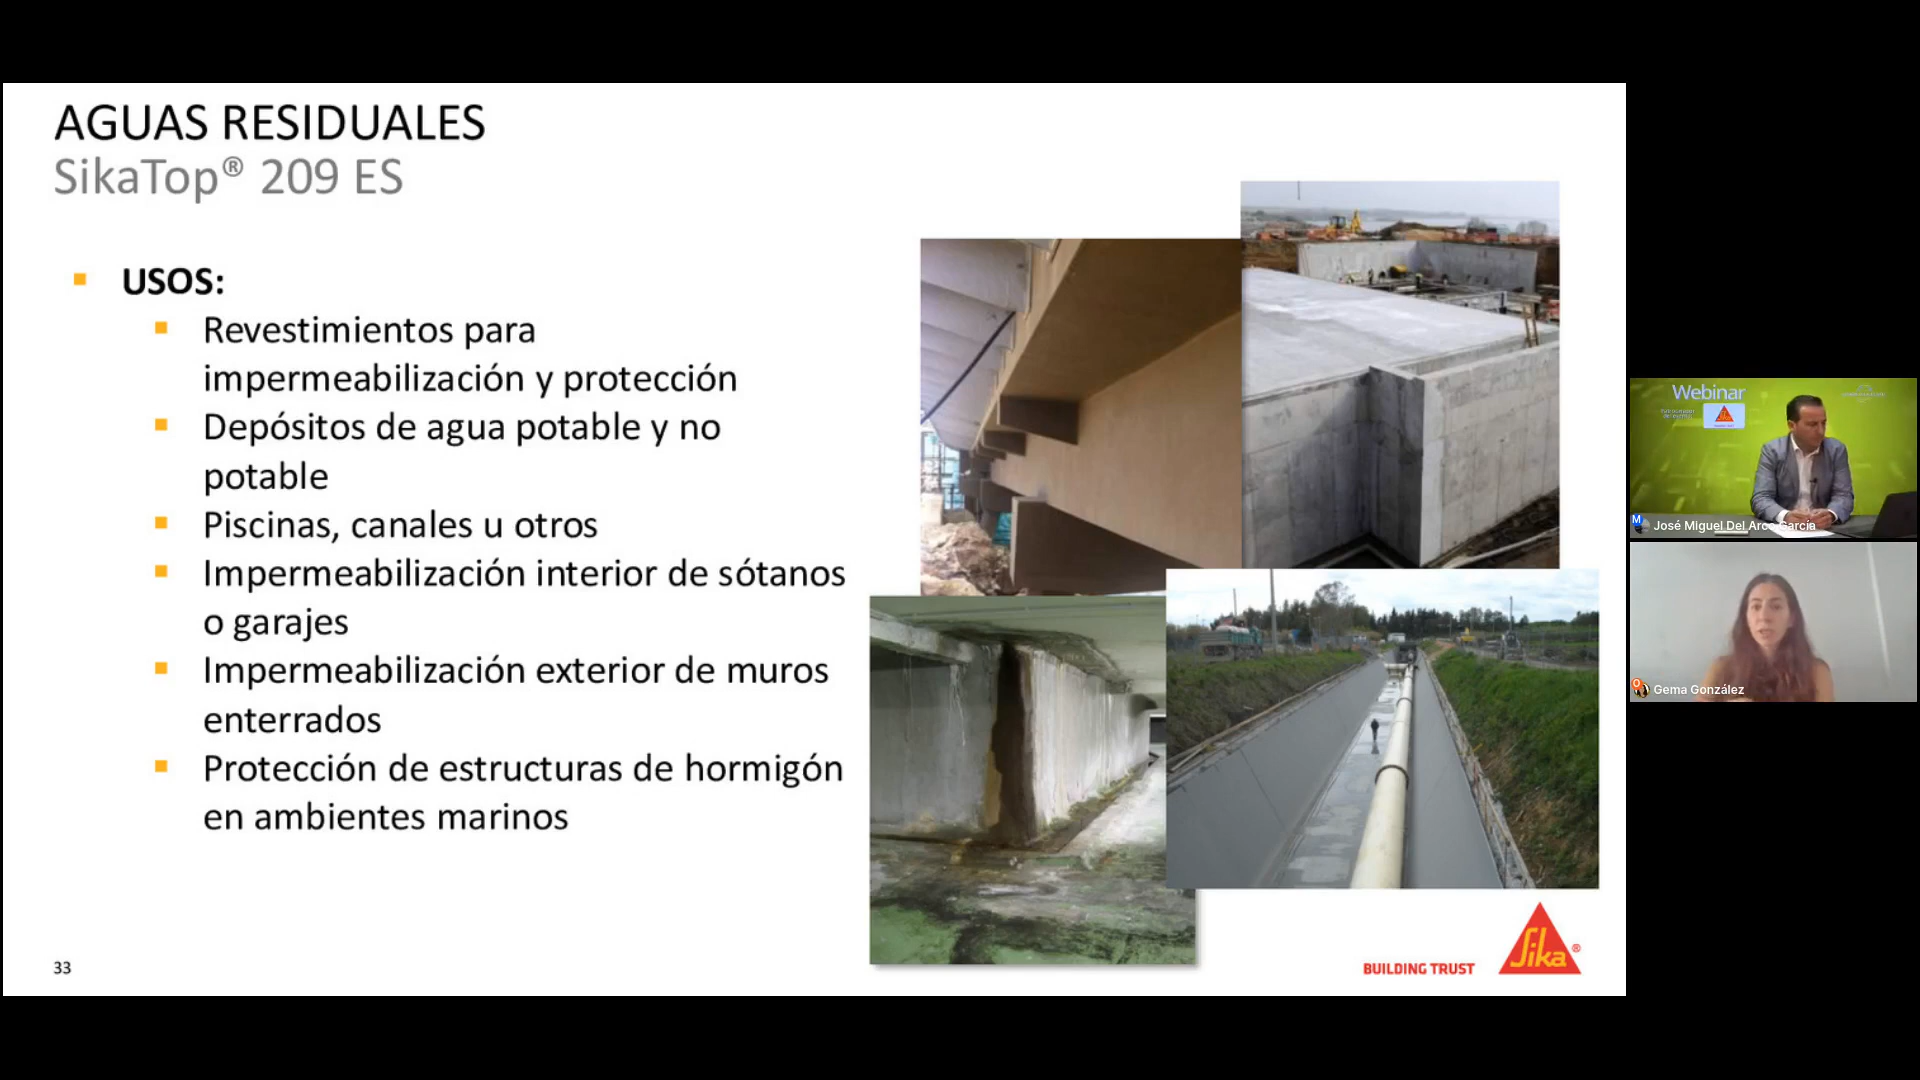 AGUAS RESIDUALES
SikaTop® 209 ES
USOS:
Revestimientos para
impermeabilización y protección
Depósitos de agua potable y no
potable
Piscinas, canales u otros
Impermeabilización interior de sótanos
o garajes
Impermeabilización exterior de muros
enterrados
Protección de estructuras de hormigón
en ambientes marinos
33
BUILDING TRUST
Sika®
Webinar
M
José Miguel Del Arco García
Gema González